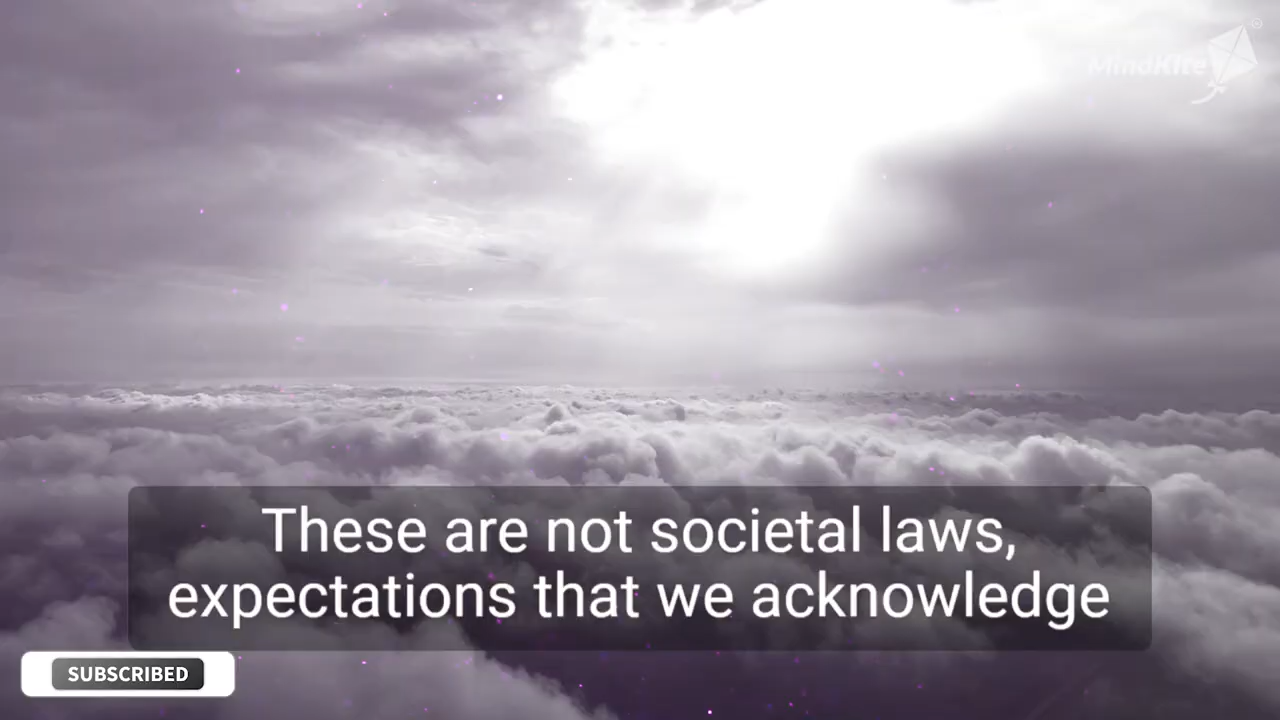 MindKite
These are not societal laws,
expectations that we acknowledge
SUBSCRIBED